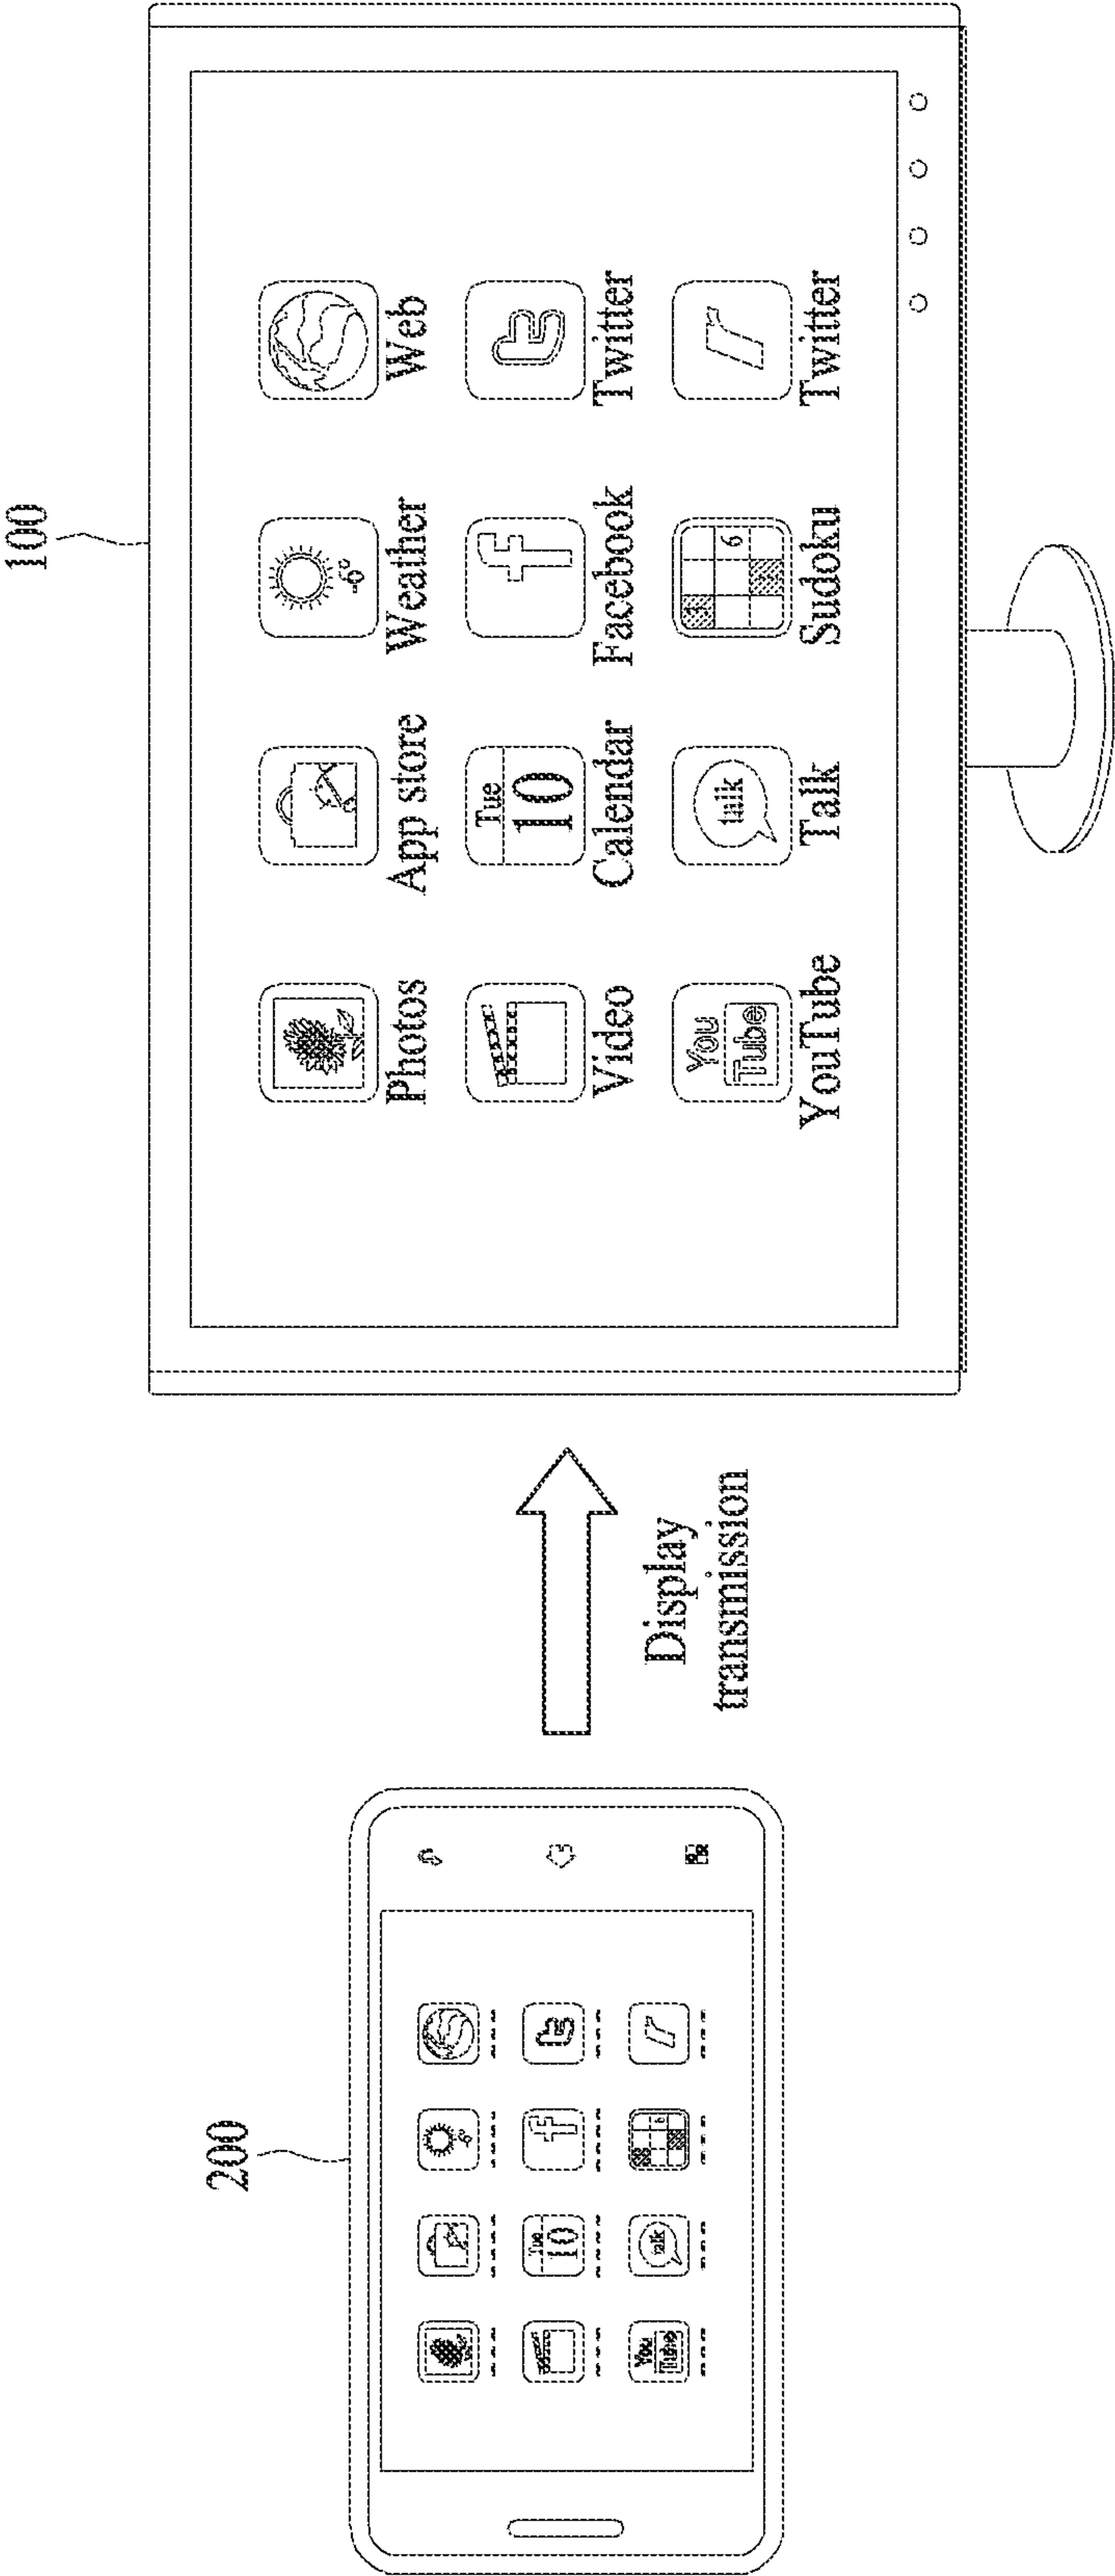 100
Photos App store Weather Web
Tue
10
Video Calendar Facebook Twitter
You
Tube
talk
6
YouTube Talk Sudoku Twitter
Display
transmission
200
Tue
10
You
Tube
talk